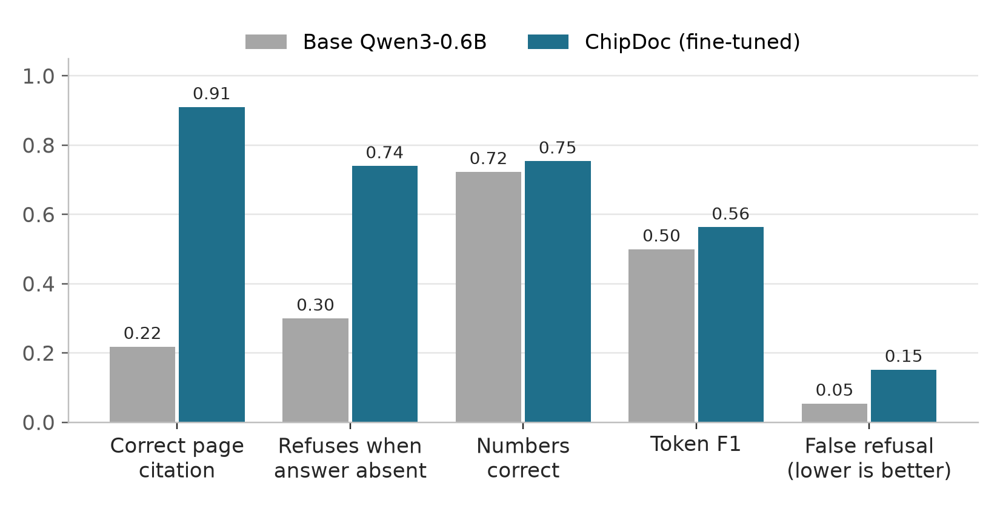 Base Qwen3-0.6B
ChipDoc (fine-tuned)
1.0
0.8
0.6
0.4
0.2
0.0
0.22
0.91
0.30
0.74
0.72
0.75
0.50
0.56
0.05
0.15
Correct page
citation
Refuses when
answer absent
Numbers
correct
Token F1
False refusal
(lower is better)